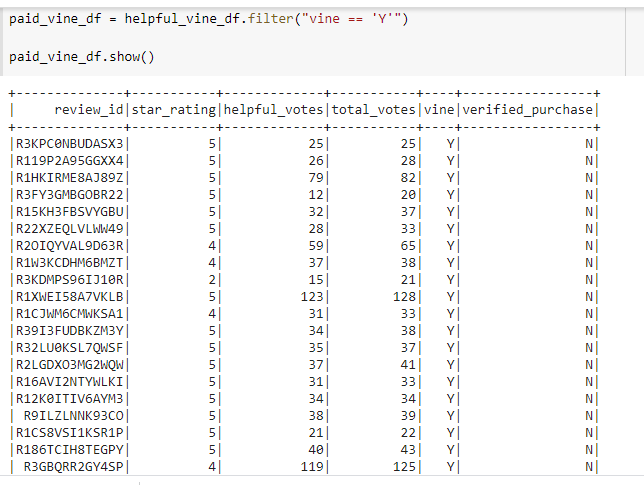 paid_vine_df = helpful_vine_df.filter("vine == 'Y'")
paid_vine_df.show()
+--------------+-----------+-------------+-----------+----+-----------------+
|     review_id|star_rating|helpful_votes|total_votes|vine|verified_purchase|
+--------------+-----------+-------------+-----------+----+-----------------+
|R3KPC0NBUDASX3|          5|           25|         25|   Y|                N|
|R119P2A95GGXX4|          5|           26|         28|   Y|                N|
|R1HKIRME8AJ89Z|          5|           79|         82|   Y|                N|
|R3FY3GMBGOBR22|          5|           12|         20|   Y|                N|
|R15KH3FBSVYGBU|          5|           32|         37|   Y|                N|
|R22XZEQLVLWW49|          5|           28|         33|   Y|                N|
|R2OIQYVAL9D63R|          4|           59|         65|   Y|                N|
|R1W3KCDHM6BMZT|          4|           37|         38|   Y|                N|
|R3KDMPS96IJ10R|          2|           15|         21|   Y|                N|
|R1XWEI58A7VKLB|          5|          123|        128|   Y|                N|
|R1CJWM6CMWKSA1|          4|           31|         33|   Y|                N|
|R39I3FUDBKZM3Y|          5|           34|         38|   Y|                N|
|R32LU0KSL7QWSF|          5|           35|         37|   Y|                N|
|R2LGDXO3MG2WQW|          5|           37|         41|   Y|                N|
|R16AVI2NTYWLKI|          5|           31|         33|   Y|                N|
|R12K0ITIV6AYM3|          5|           34|         34|   Y|                N|
| R9ILZLNNK93CO|          5|           38|         39|   Y|                N|
|R1CS8VSI1KSR1P|          5|           21|         22|   Y|                N|
|R186TCIH8TEGPY|          5|           40|         43|   Y|                N|
| R3GBQRR2GY4SP|          4|          119|        125|   Y|                N|